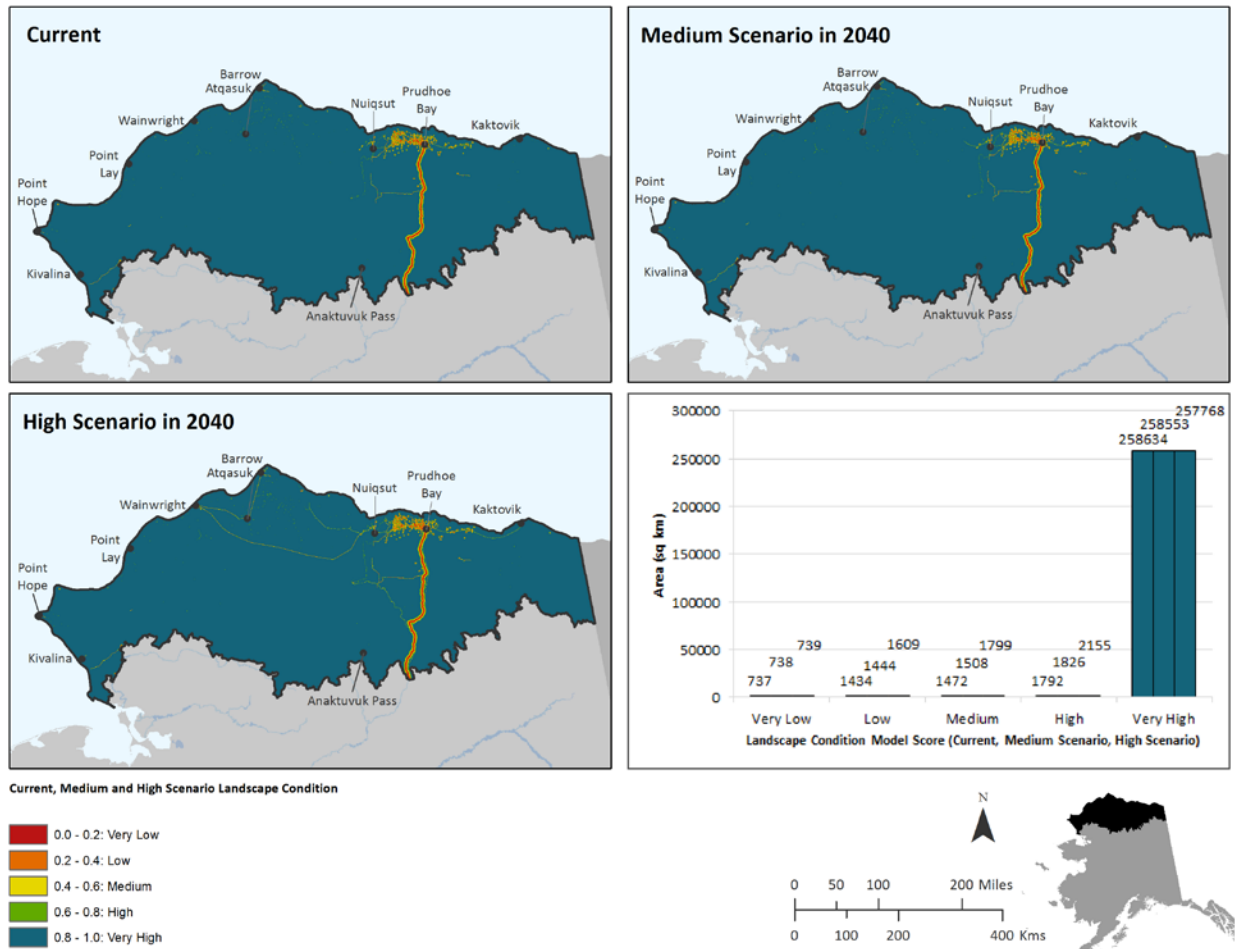 Current
Barrow
Atqasuk
Wainwright
Point
Lay
Point
Hope
Kivalina
Nuiqsut
Prudhoe
Bay
Kaktovik
Anaktuvuk Pass
Medium Scenario in 2040
Barrow
Atqasuk
Wainwright
Point
Lay
Point
Hope
Kivalina
Nuiqsut
Prudhoe
Bay
Kaktovik
Anaktuvuk Pass
High Scenario in 2040
Barrow
Atqasuk
Wainwright
Point
Lay
Point
Hope
Kivalina
Nuiqsut
Prudhoe
Bay
Kaktovik
Anaktuvuk Pass
Area (sq km)
300000
250000
200000
150000
100000
50000
0
737
738
739
1434
1444
1609
1472
1508
1799
1792
1826
2155
258634
258553
257768
Very Low
Low
Medium
High
Very High
Landscape Condition Model Score (Current, Medium Scenario, High Scenario)
Current, Medium and High Scenario Landscape Condition
0.0 - 0.2: Very Low
0.2 - 0.4: Low
0.4 - 0.6: Medium
0.6 - 0.8: High
0.8 - 1.0: Very High
N
0 50 100 200 Miles
0 100 200 400 Kms